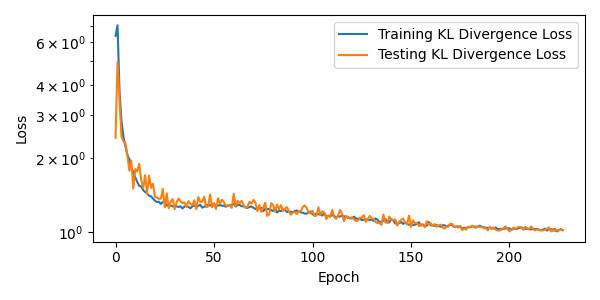 Training KL Divergence Loss
Testing KL Divergence Loss
Loss
6 × 10⁰
4 × 10⁰
3 × 10⁰
2 × 10⁰
10⁰
0 50 100 150 200
Epoch